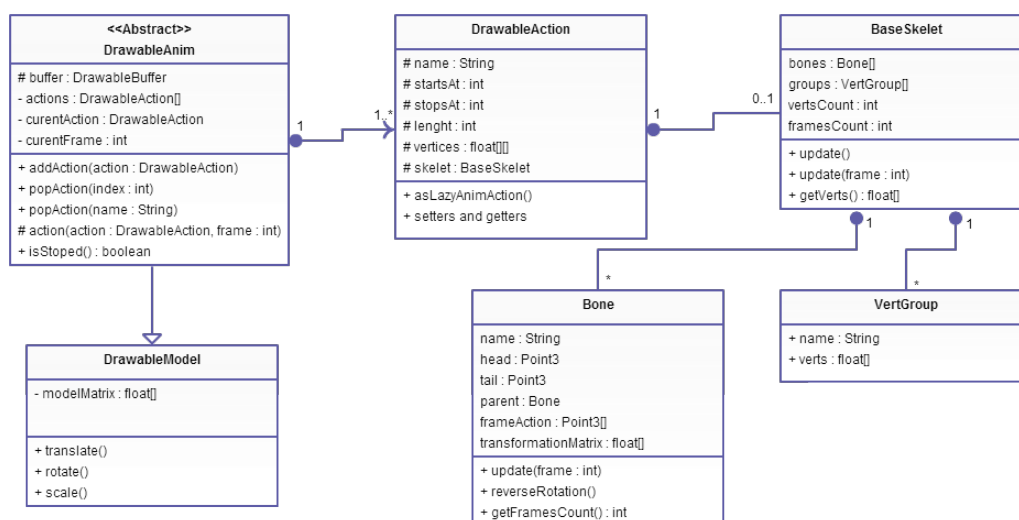 <<Abstract>>
DrawableAnim
# buffer : DrawableBuffer
- actions : DrawableAction[]
- curentAction : DrawableAction
- curentFrame : int
+ addAction(action : DrawableAction)
+ popAction(index : int)
+ popAction(name : String)
# action(action : DrawableAction, frame : int)
+ isStoped() : boolean
1
1..*
DrawableAction
# name : String
# startsAt : int
# stopsAt : int
# lenght : int
# vertices : float[][]
# skelet : BaseSkelet
+ asLazyAnimAction()
+ setters and getters
1
0..1
BaseSkelet
bones : Bone[]
groups : VertGroup[]
vertsCount : int
framesCount : int
+ update()
+ update(frame : int)
+ getVerts() : float[]
1
1
*
*
DrawableModel
- modelMatrix : float[]
+ translate()
+ rotate()
+ scale()
Bone
name : String
head : Point3
tail : Point3
parent : Bone
frameAction : Point3[]
transformationMatrix : float[]
+ update(frame : int)
+ reverseRotation()
+ getFramesCount() : int
VertGroup
+ name : String
+ verts : float[]